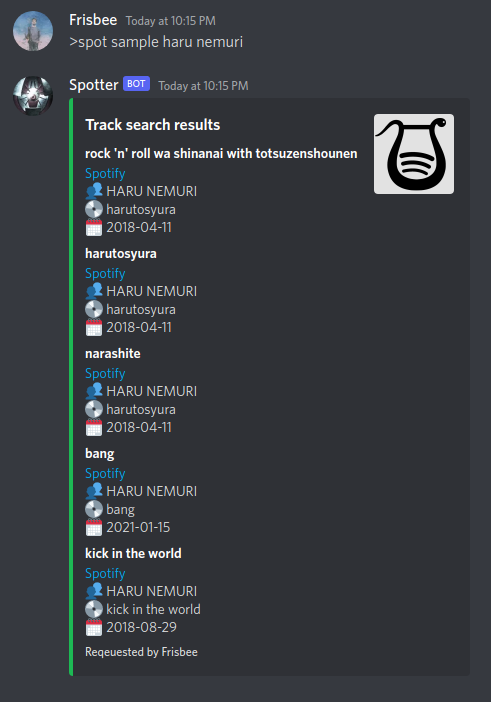 Frisbee Today at 10:15 PM
>spot sample haru nemuri
Spotter BOT Today at 10:15 PM
Track search results
rock 'n' roll wa shinanai with totsuzenshounen
Spotify
HARU NEMURI
harutosyura
2018-04-11
harutosyura
Spotify
HARU NEMURI
harutosyura
2018-04-11
narashite
Spotify
HARU NEMURI
harutosyura
2018-04-11
bang
Spotify
HARU NEMURI
bang
2021-01-15
kick in the world
Spotify
HARU NEMURI
kick in the world
2018-08-29
Reqeuested by Frisbee